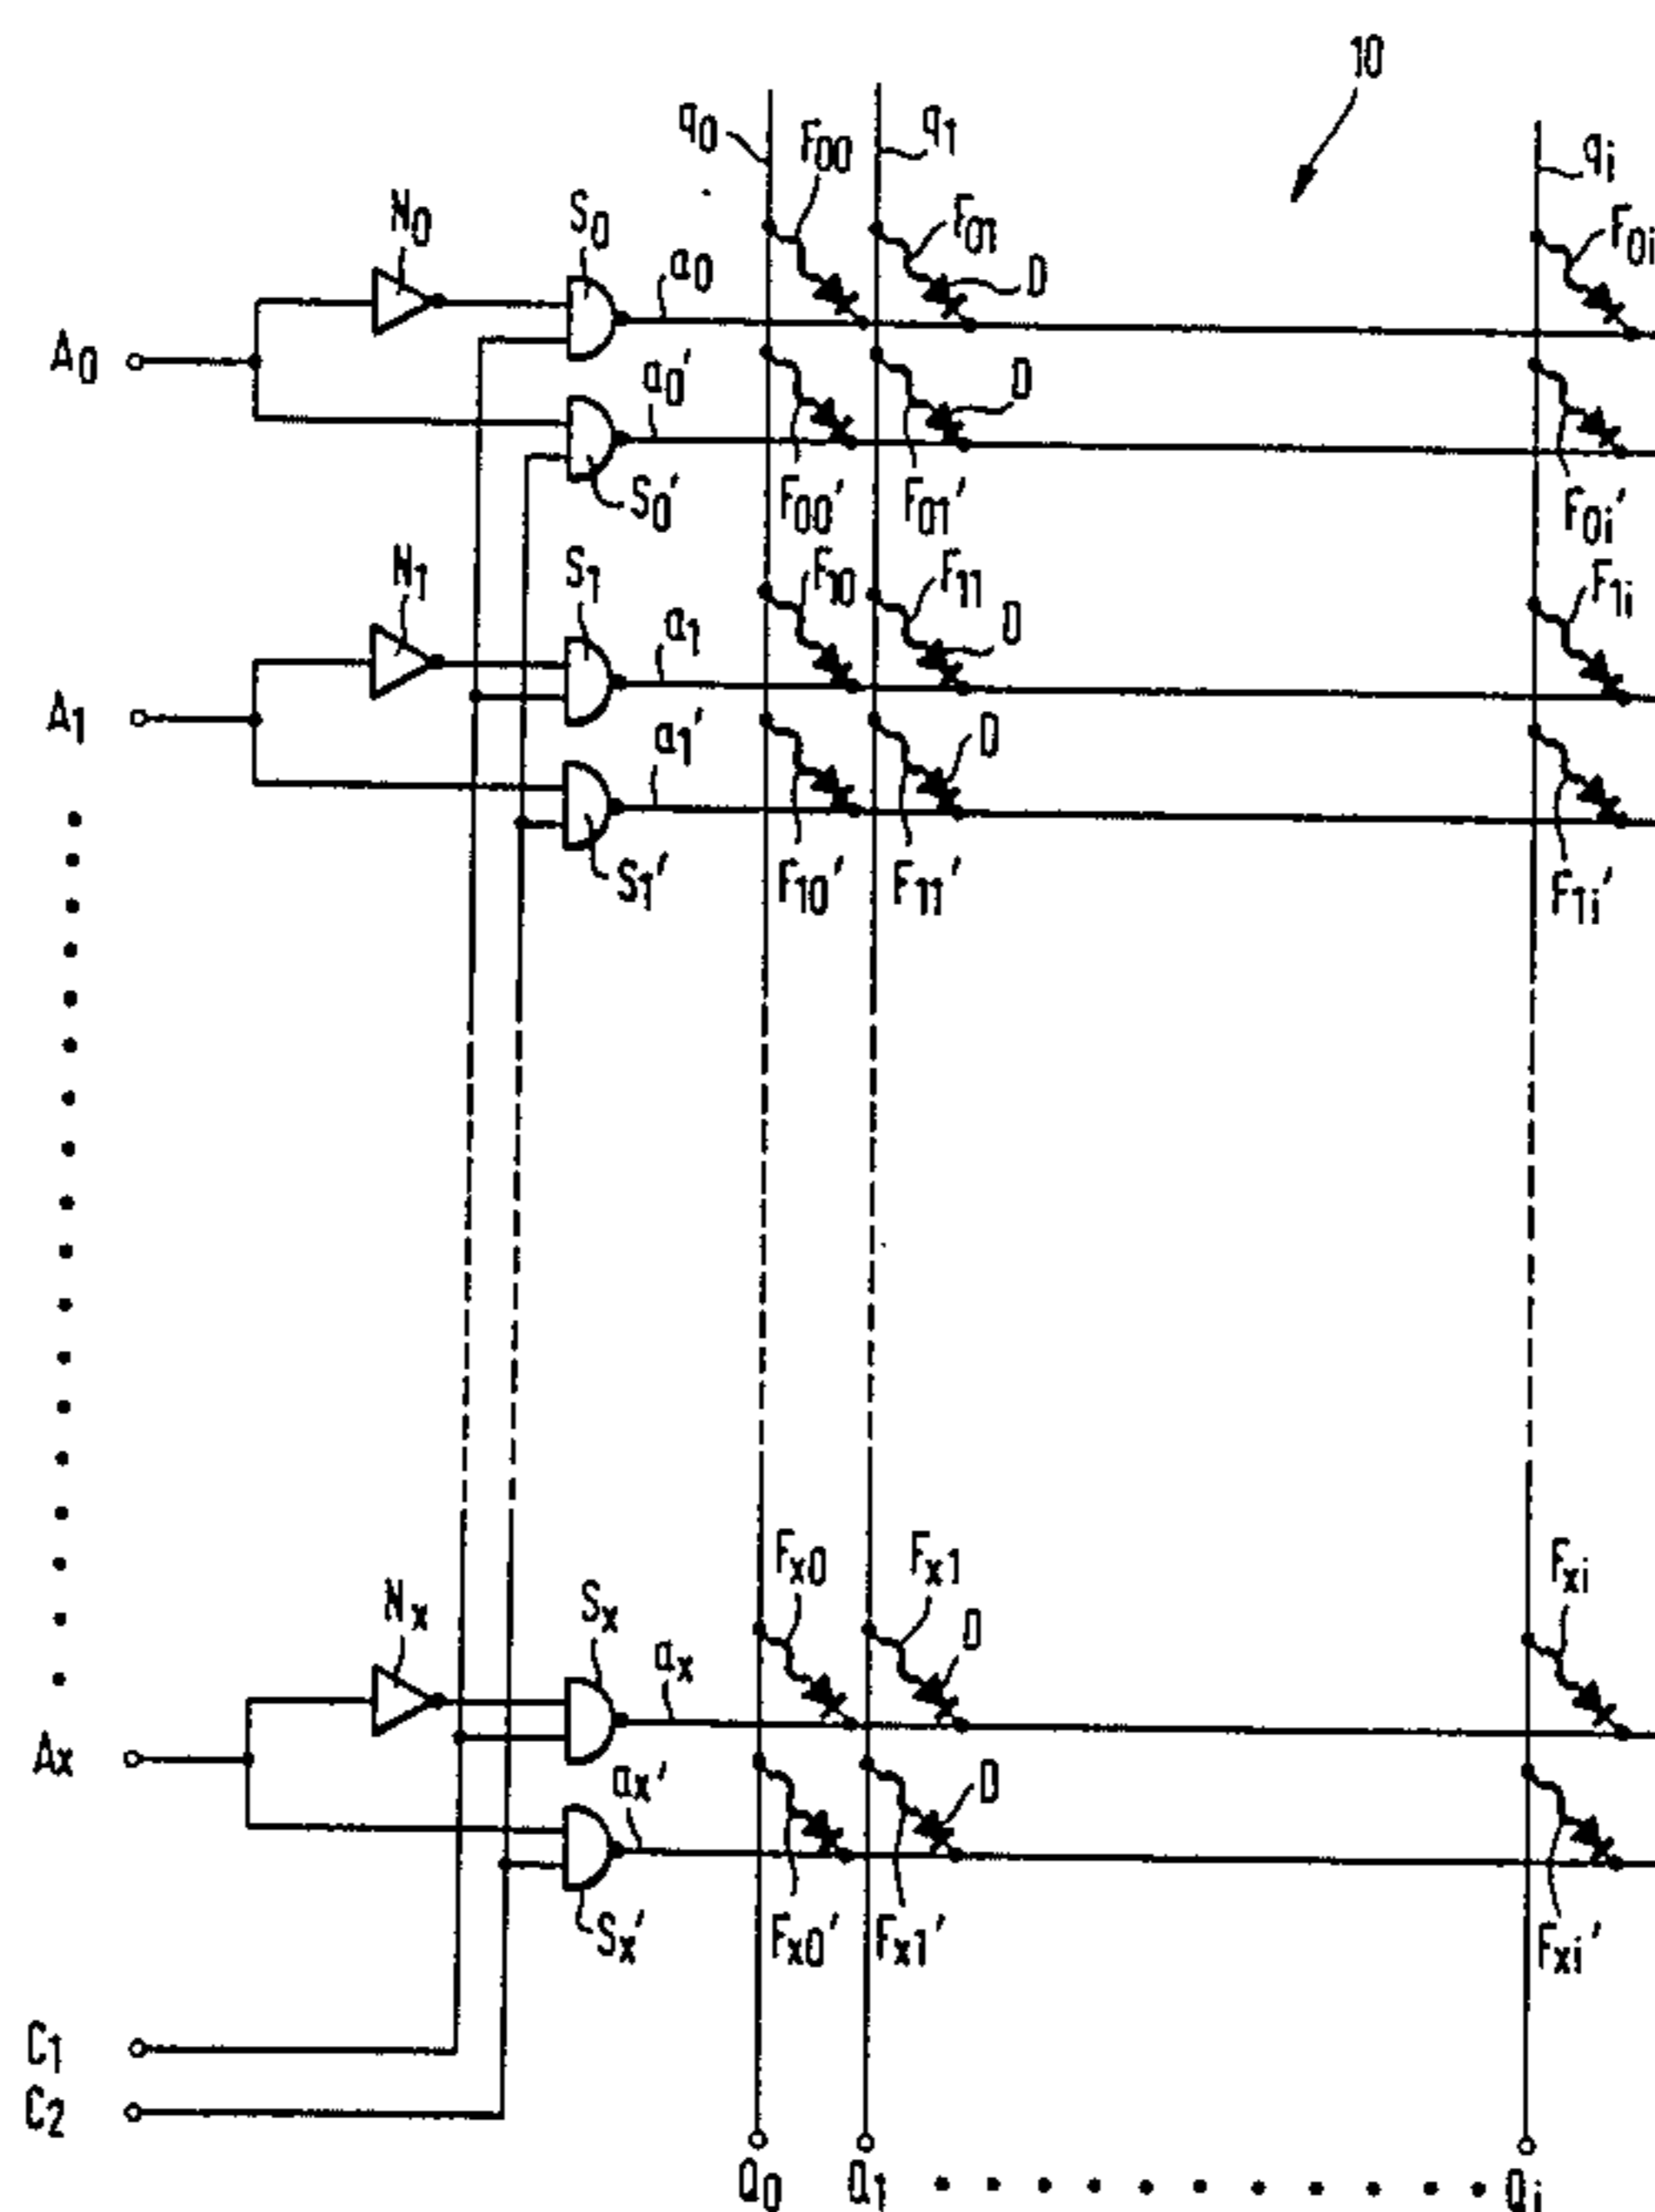 10
q0 F00 q1 qi
N0 S0 a0 F01 D F0i
A0 a0' D
S0' F00' F01' F0i'
N1 S1 a1 F10 F11 D F1i
A1 a1' D
S1' F10' F11' F1i'
Nx Sx ax Fx0 Fx1 D Fxi
Ax ax' D
Sx' Fx0' Fx1' Fxi'
C1
C2
Q0 Q1 Qi